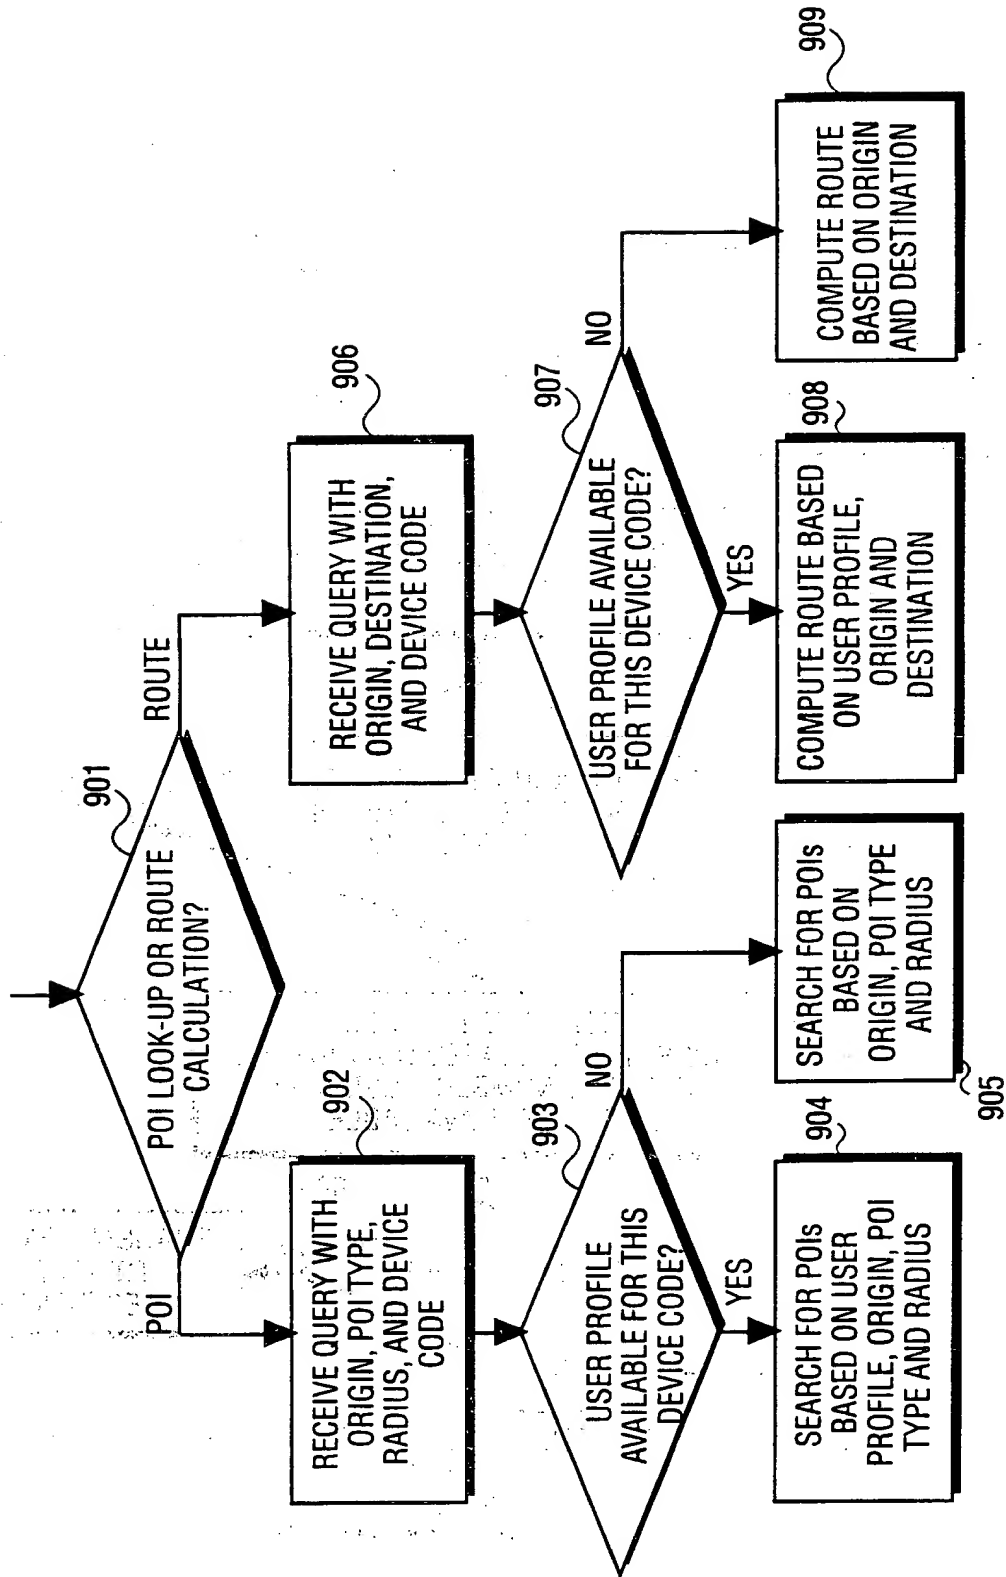 901
POI LOOK-UP OR ROUTE
CALCULATION?
POI
ROUTE
902
RECEIVE QUERY WITH
ORIGIN, POI TYPE,
RADIUS, AND DEVICE
CODE
906
RECEIVE QUERY WITH
ORIGIN, DESTINATION,
AND DEVICE CODE
903
USER PROFILE
AVAILABLE FOR THIS
DEVICE CODE?
NO
YES
907
USER PROFILE AVAILABLE
FOR THIS DEVICE CODE?
NO
YES
904
SEARCH FOR POIs
BASED ON USER
PROFILE, ORIGIN, POI
TYPE AND RADIUS
905
SEARCH FOR POIs
BASED ON
ORIGIN, POI TYPE
AND RADIUS
908
COMPUTE ROUTE BASED
ON USER PROFILE,
ORIGIN AND
DESTINATION
909
COMPUTE ROUTE
BASED ON ORIGIN
AND DESTINATION